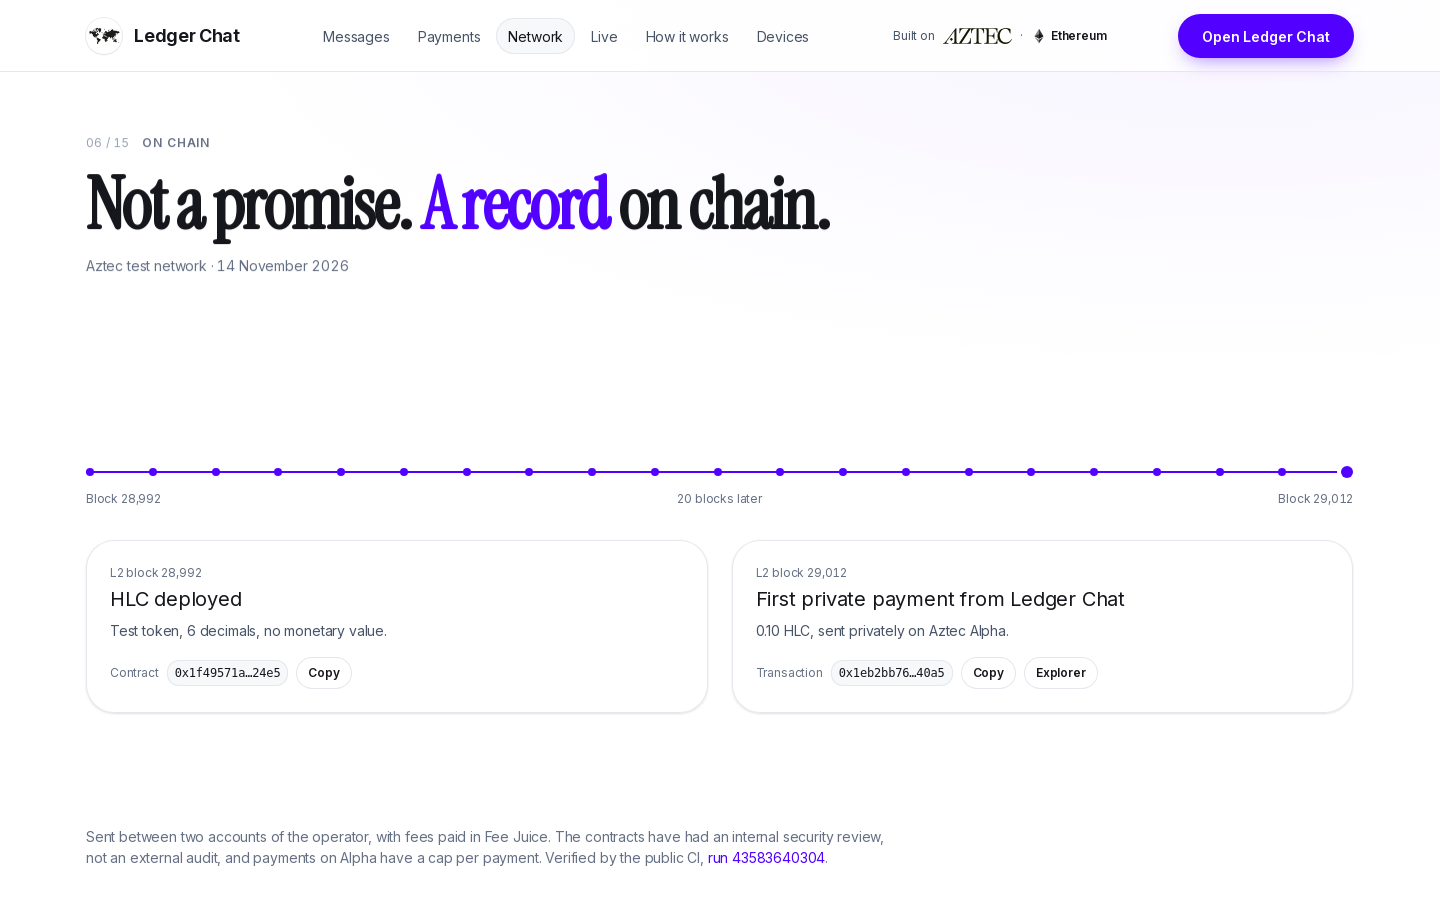 Ledger Chat
Messages
Payments
Network
Live
How it works
Devices
Built on AZTEC · Ethereum
Open Ledger Chat
06 / 15 ON CHAIN
Not a promise. A record on chain.
Aztec test network · 14 November 2026
Block 28,992
20 blocks later
Block 29,012
L2 block 28,992
HLC deployed
Test token, 6 decimals, no monetary value.
Contract 0x1f49571a…24e5 Copy
L2 block 29,012
First private payment from Ledger Chat
0.10 HLC, sent privately on Aztec Alpha.
Transaction 0x1eb2bb76…40a5 Copy Explorer
Sent between two accounts of the operator, with fees paid in Fee Juice. The contracts have had an internal security review,
not an external audit, and payments on Alpha have a cap per payment. Verified by the public CI, run 43583640304.